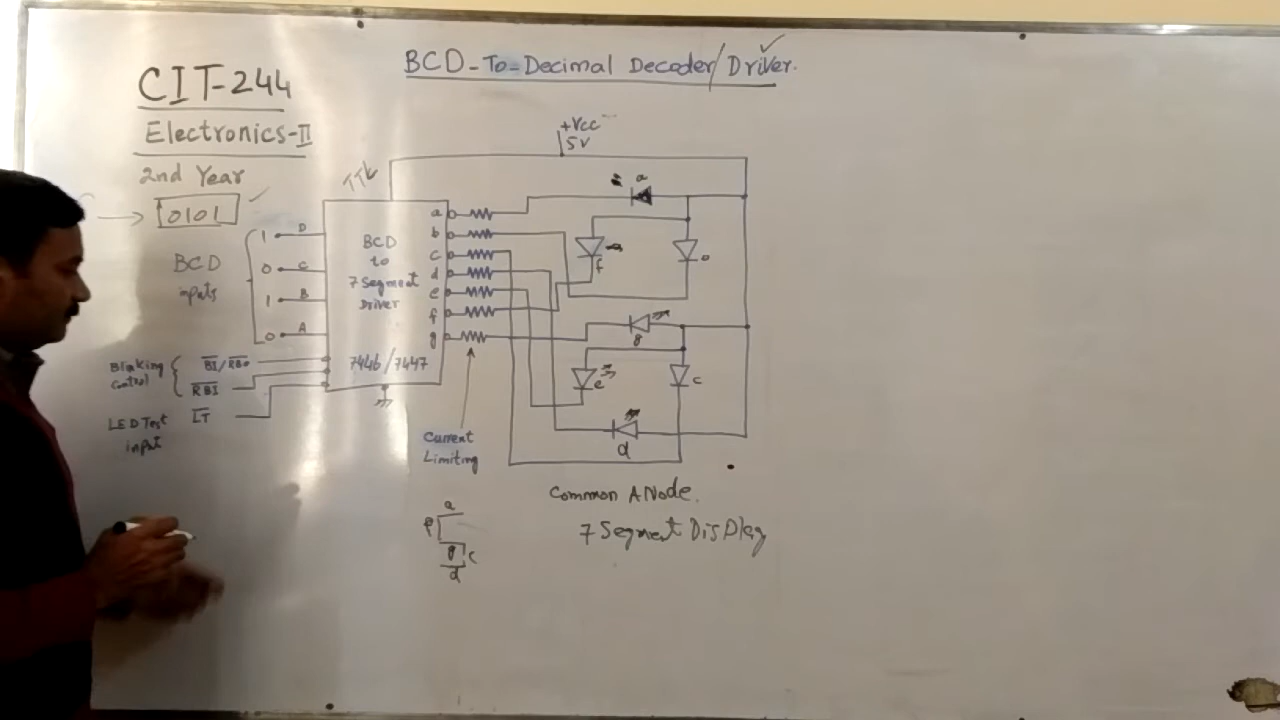 BCD-To-Decimal Decoder/Driver.
CIT-244
Electronics-II
2nd Year
0101
+Vcc
5V
TTL
BCD
inputs
1 D
0 C
1 B
0 A
BCD
to
7 Segment
Driver
7446/7447
a
b
c
d
e
f
g
a
f
g
e
c
d
Blaking
Control
BI/RBO
RBI
LED Test
input
LT
Current
Limiting
Common ANode.
7 Segment DisPlay
a
f
g c
d